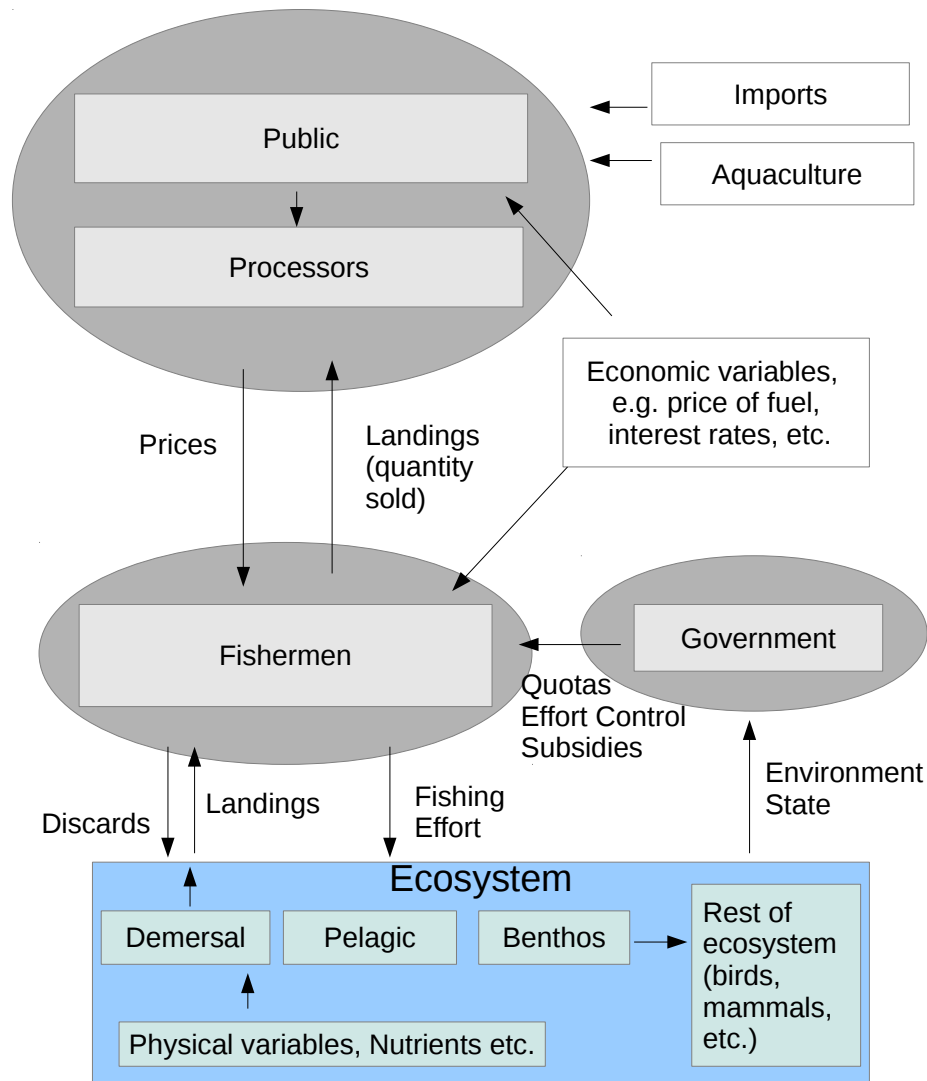 Imports
Public
Aquaculture
Processors
Economic variables,
e.g. price of fuel,
interest rates, etc.
Prices
Landings
(quantity
sold)
Fishermen
Government
Quotas
Effort Control
Subsidies
Environment
State
Discards
Landings
Fishing
Effort
Ecosystem
Demersal
Pelagic
Benthos
Rest of
ecosystem
(birds,
mammals,
etc.)
Physical variables, Nutrients etc.